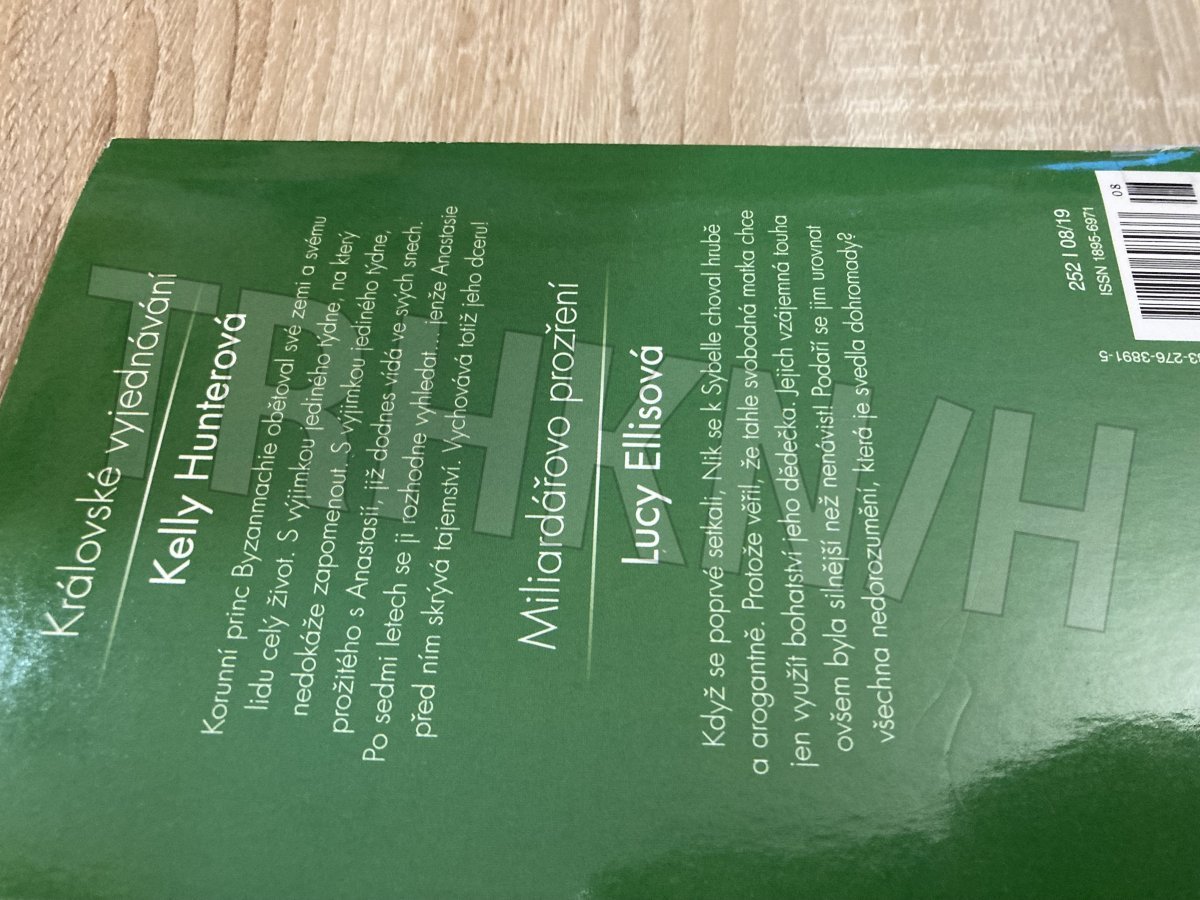 Královské vyjednávání
Kelly Hunterová
Korunní princ Byzanmachie obětoval své zemi a svému
lidu celý život. S výjimkou jediného týdne, na který
nedokáže zapomenout. S výjimkou jediného týdne,
prožitého s Anastasií, již dodnes vídá ve svých snech.
Po sedmi letech se ji rozhodne vyhledat ... jenže Anastasie
před ním skrývá tajemství. Vychovává totiž jeho dceru!
Miliardářovo prozření
Lucy Ellisová
Když se poprvé setkali, Nik se k Sybelle choval hrubě
a arogantně. Protože věřil, že tahle svobodná matka chce
jen využít bohatství jeho dědečka. Jejich vzájemná touha
ovšem byla silnější než nenávist! Podaří se jim urovnat
všechna nedorozumění, která je svedla dohromady?
252 | 08/19
ISSN 1895-6971
08
3-276-3891-5